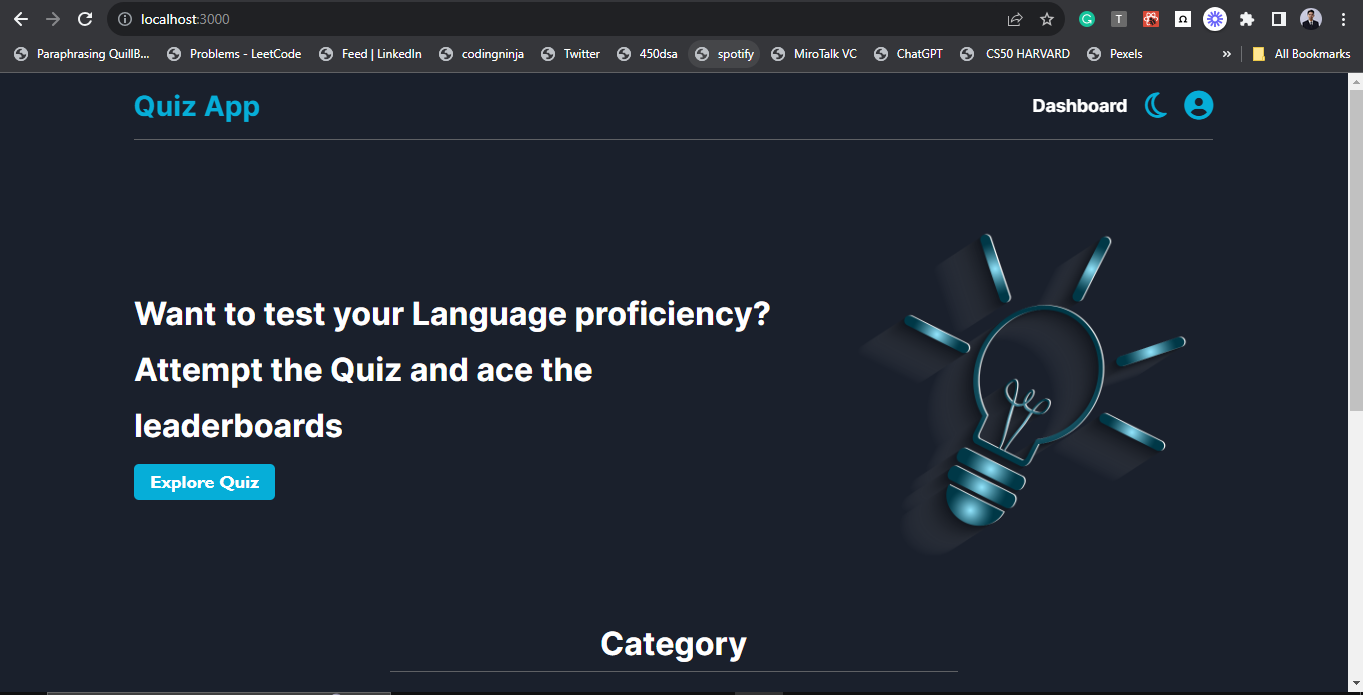 localhost:3000
Paraphrasing QuillB... Problems - LeetCode Feed | LinkedIn codingninja Twitter 450dsa spotify MiroTalk VC ChatGPT CS50 HARVARD Pexels » All Bookmarks
Quiz App Dashboard
Want to test your Language proficiency?
Attempt the Quiz and ace the
leaderboards
Explore Quiz
Category